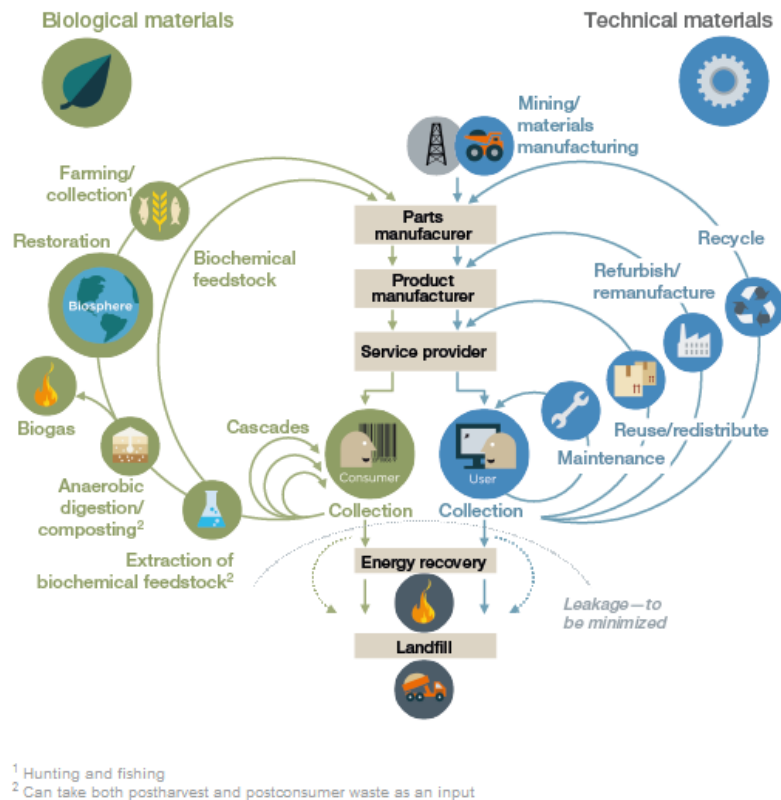 Biological materials
Technical materials
Mining/
materials
manufacturing
Farming/
collection¹
Parts
manufacurer
Restoration
Biochemical
feedstock
Recycle
Refurbish/
remanufacture
Biosphere
Product
manufacturer
Service provider
Biogas
Cascades
Reuse/redistribute
Maintenance
Consumer
User
Anaerobic
digestion/
composting²
Collection
Collection
Extraction of
biochemical feedstock²
Energy recovery
Leakage—to
be minimized
Landfill
¹ Hunting and fishing
² Can take both postharvest and postconsumer waste as an input